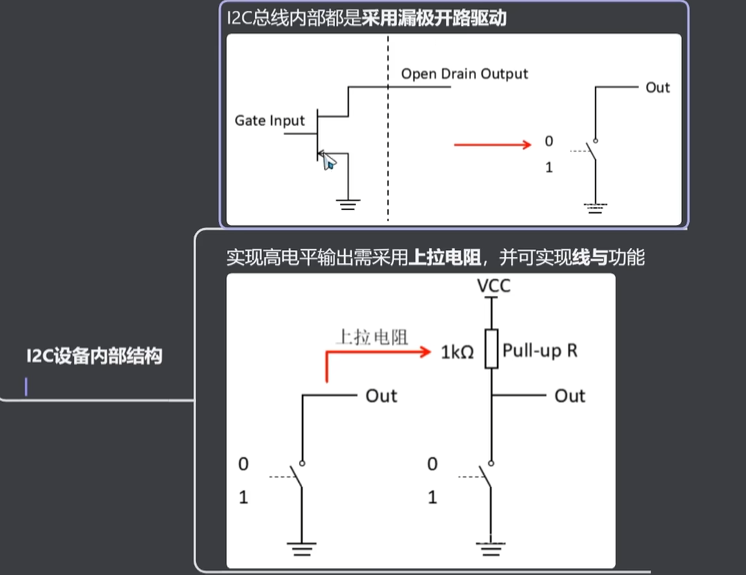 I2C总线内部都是采用漏极开路驱动
Open Drain Output
Gate Input
Out
0
1
实现高电平输出需采用上拉电阻，并可实现线与功能
VCC
上拉电阻
1kΩ
Pull-up R
Out
Out
0
1
0
1
I2C设备内部结构